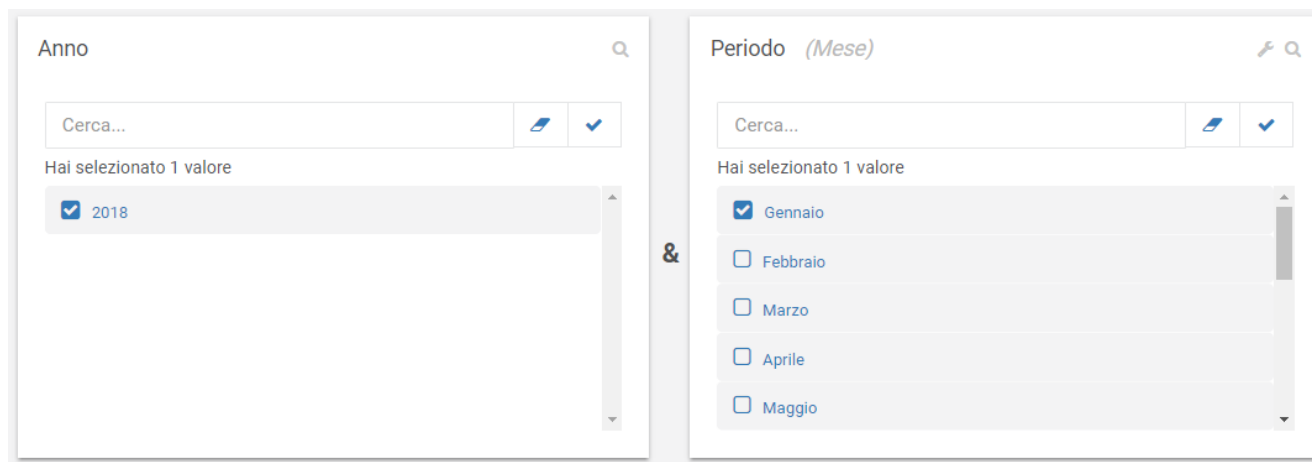 Anno
Cerca...
Hai selezionato 1 valore
2018
&
Periodo (Mese)
Cerca...
Hai selezionato 1 valore
Gennaio
Febbraio
Marzo
Aprile
Maggio